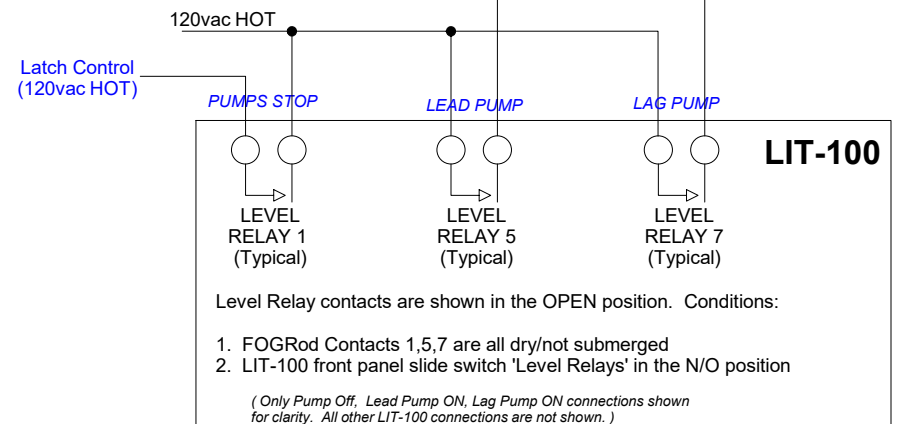 120vac HOT
Latch Control
(120vac HOT)
PUMPS STOP
LEAD PUMP
LAG PUMP
LIT-100
LEVEL
RELAY 1
(Typical)
LEVEL
RELAY 5
(Typical)
LEVEL
RELAY 7
(Typical)
Level Relay contacts are shown in the OPEN position. Conditions:
1. FOGRod Contacts 1,5,7 are all dry/not submerged
2. LIT-100 front panel slide switch 'Level Relays' in the N/O position
( Only Pump Off, Lead Pump ON, Lag Pump ON connections shown
for clarity. All other LIT-100 connections are not shown. )